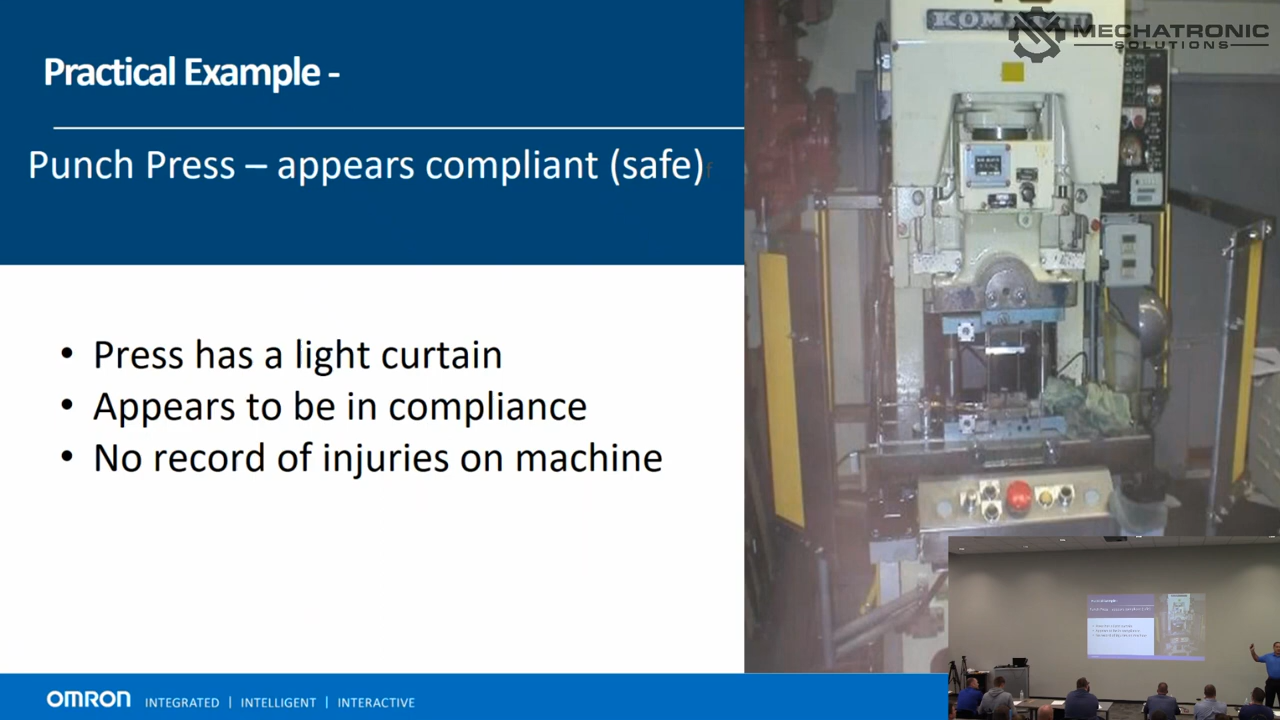 Practical Example -
Punch Press – appears compliant (safe)
• Press has a light curtain
• Appears to be in compliance
• No record of injuries on machine
MECHATRONIC
SOLUTIONS
OMRON INTEGRATED | INTELLIGENT | INTERACTIVE